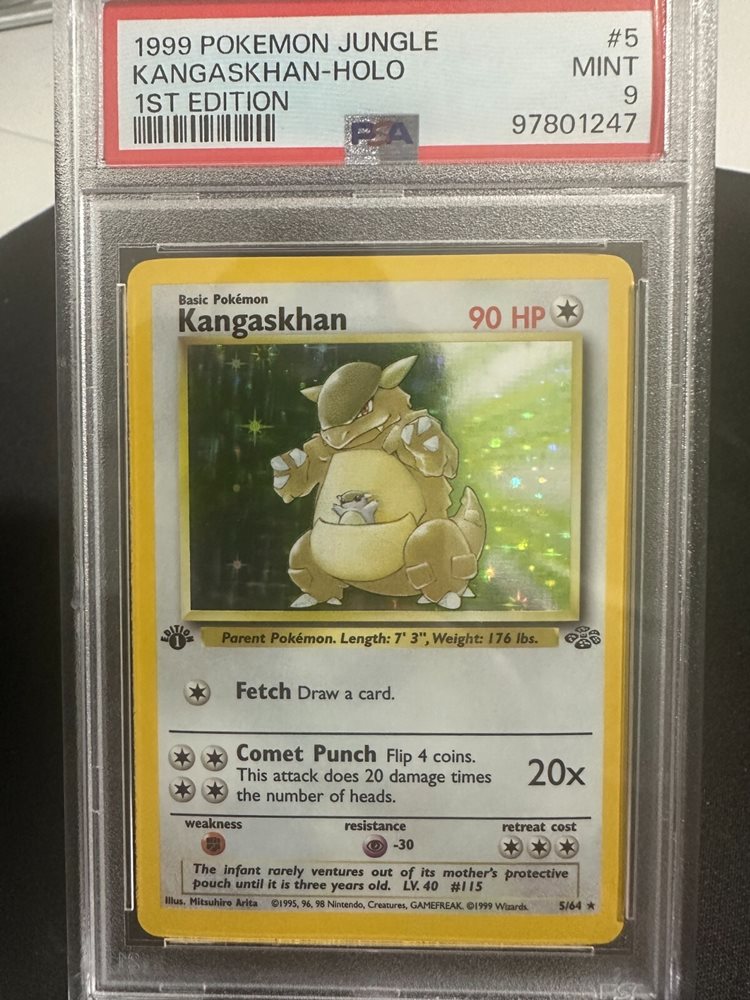 1999 POKEMON JUNGLE #5
KANGASKHAN-HOLO MINT
1ST EDITION 9
PSA 97801247
Basic Pokémon
Kangaskhan 90 HP
EDITION 1
Parent Pokémon. Length: 7' 3", Weight: 176 lbs.
Fetch Draw a card.
Comet Punch Flip 4 coins.
This attack does 20 damage times
the number of heads.
20x
weakness resistance retreat cost
-30
The infant rarely ventures out of its mother's protective
pouch until it is three years old. LV. 40 #115
Illus. Mitsuhiro Arita ©1995, 96, 98 Nintendo, Creatures, GAMEFREAK. ©1999 Wizards. 5/64 ★